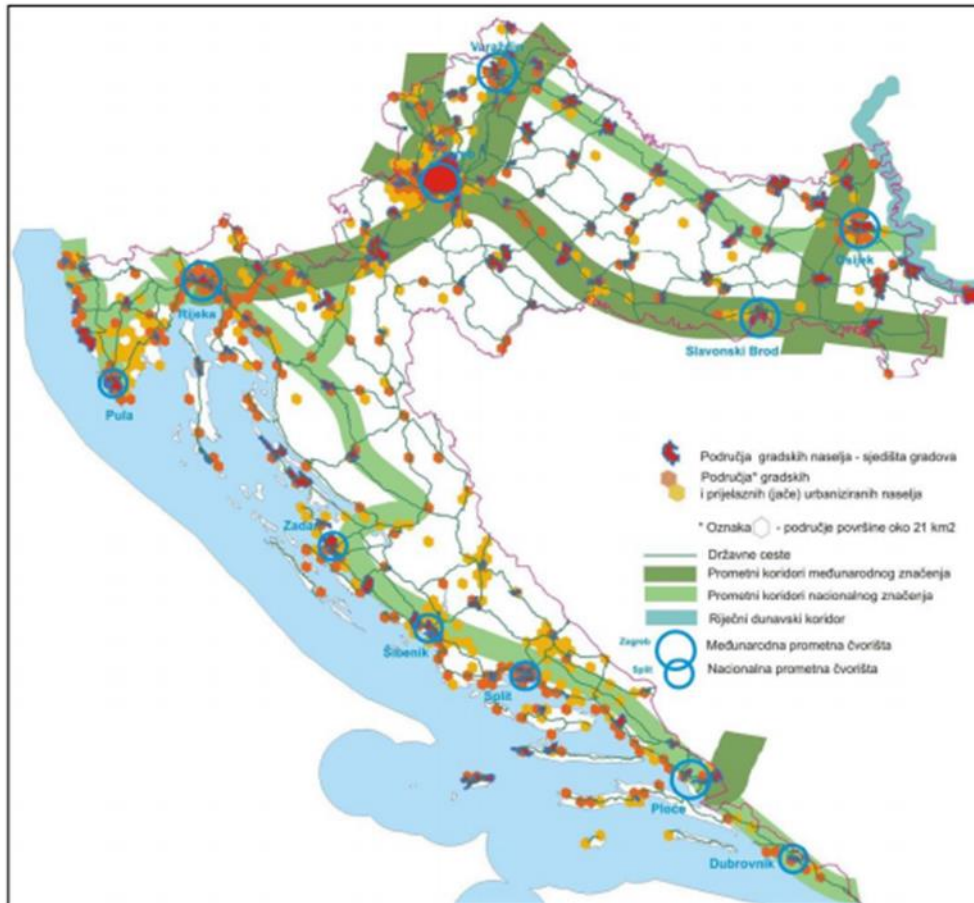 Varaždin
Osijek
Rijeka
Slavonski Brod
Pula
Područja gradskih naselja - sjedišta gradova
Područja* gradskih
i prijelaznih (jače) urbaniziranih naselja
* Oznaka - područje površine oko 21 km2
Zadar
Državne ceste
Prometni koridori međunarodnog značenja
Prometni koridori nacionalnog značenja
Riječni dunavski koridor
Zagreb
Međunarodna prometna čvorišta
Split
Nacionalna prometna čvorišta
Šibenik
Split
Ploče
Dubrovnik